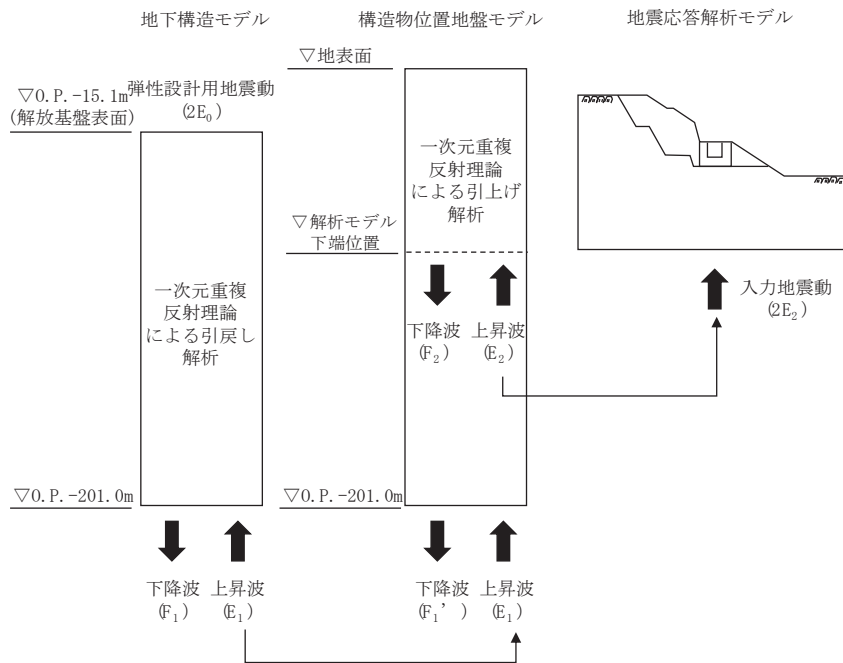 地下構造モデル
▽O.P.-15.1m
(解放基盤表面)
弾性設計用地震動
(2E₀)
一次元重複
反射理論
による引戻し
解析
▽O.P.-201.0m
下降波
(F₁)
上昇波
(E₁)
構造物位置地盤モデル
▽地表面
一次元重複
反射理論
による引上げ
解析
▽解析モデル
下端位置
下降波
(F₂)
上昇波
(E₂)
▽O.P.-201.0m
下降波
(F₁’)
上昇波
(E₁)
地震応答解析モデル
入力地震動
(2E₂)